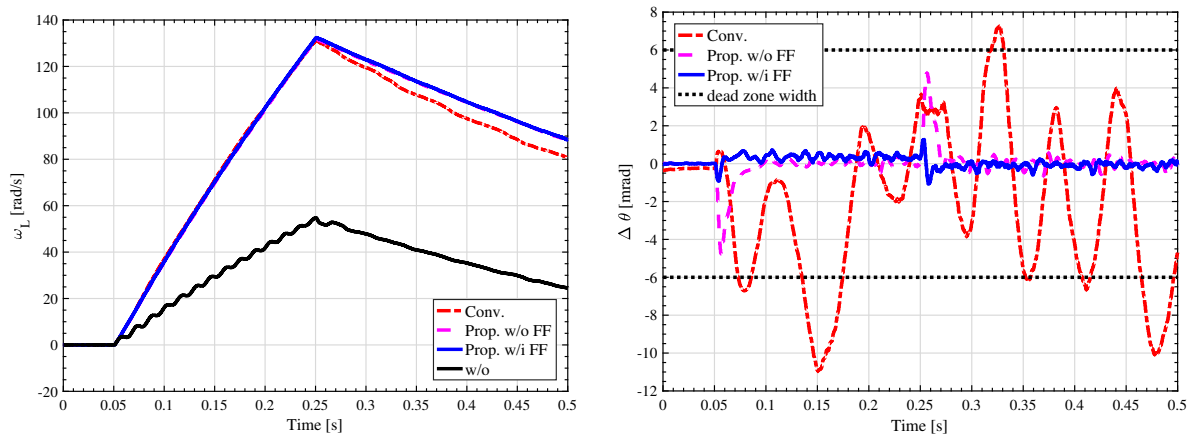 140
120
100
80
60
40
20
0
-20
ω_L [rad/s]
0 0.05 0.1 0.15 0.2 0.25 0.3 0.35 0.4 0.45 0.5
Time [s]
Conv.
Prop. w/o FF
Prop. w/i FF
w/o
8
6
4
2
0
-2
-4
-6
-8
-10
-12
Δ θ [mrad]
0 0.05 0.1 0.15 0.2 0.25 0.3 0.35 0.4 0.45 0.5
Time [s]
Conv.
Prop. w/o FF
Prop. w/i FF
dead zone width